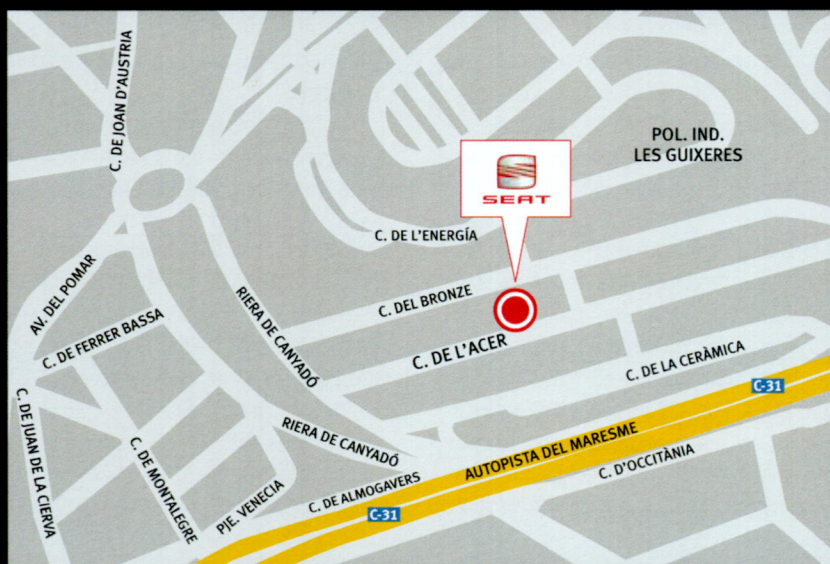 C. DE JOAN D'AUSTRIA
POL. IND.
LES GUIXERES
SEAT
C. DE L'ENERGÍA
AV. DEL POMAR
RIERA DE CANYADÓ
C. DEL BRONZE
C. DE FERRER BASSA
C. DE L'ACER
C. DE LA CERÀMICA
C-31
C. DE JUAN DE LA CIERVA
C. DE MONTALEGRE
RIERA DE CANYADÓ
AUTOPISTA DEL MARESME
C. D'OCCITÀNIA
PJE. VENECIA
C. DE ALMOGAVERS
C-31